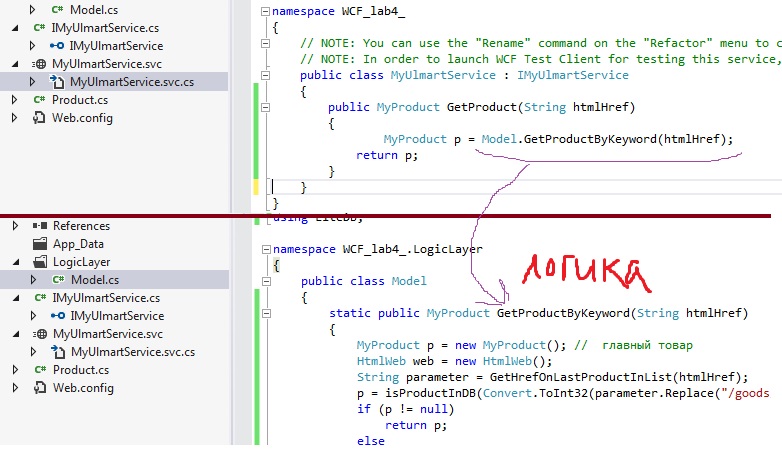 Model.cs
IMyUlmartService.cs
IMyUlmartService
MyUlmartService.svc
MyUlmartService.svc.cs
Product.cs
Web.config
namespace WCF_lab4_
{
// NOTE: You can use the "Rename" command on the "Refactor" menu to c
// NOTE: In order to launch WCF Test Client for testing this service,
public class MyUlmartService : IMyUlmartService
{
public MyProduct GetProduct(String htmlHref)
{
MyProduct p = Model.GetProductByKeyword(htmlHref);
return p;
}
}
}
References
App_Data
LogicLayer
Model.cs
IMyUlmartService.cs
IMyUlmartService
MyUlmartService.svc
MyUlmartService.svc.cs
Product.cs
Web.config
using LiteDB;
namespace WCF_lab4_.LogicLayer
{
public class Model
{
static public MyProduct GetProductByKeyword(String htmlHref)
{
MyProduct p = new MyProduct(); // главный товар
HtmlWeb web = new HtmlWeb();
String parameter = GetHrefOnLastProductInList(htmlHref);
p = isProductInDB(Convert.ToInt32(parameter.Replace("/goods
if (p != null)
return p;
else
логика